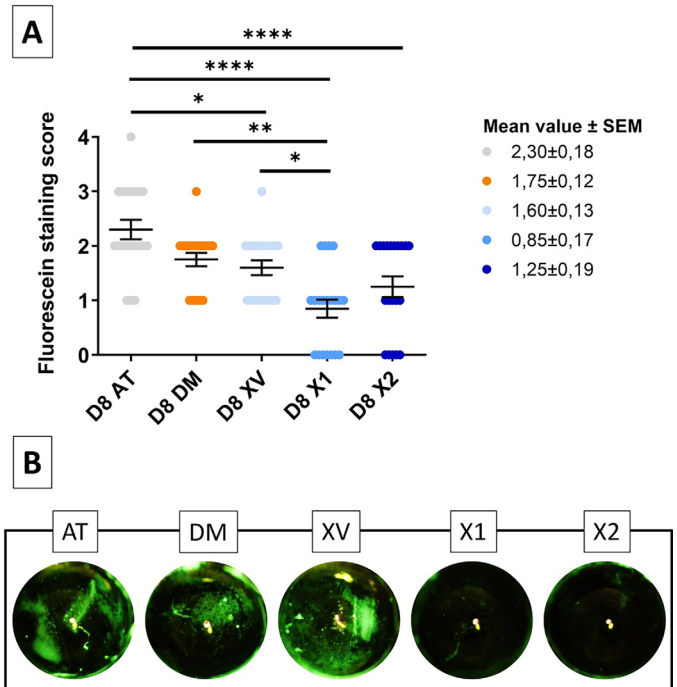 A
****
****
*
**
*
Fluorescein staining score
4
3
2
1
0
D8 AT
D8 DM
D8 XV
D8 X1
D8 X2
Mean value ± SEM
2,30±0,18
1,75±0,12
1,60±0,13
0,85±0,17
1,25±0,19
B
AT
DM
XV
X1
X2